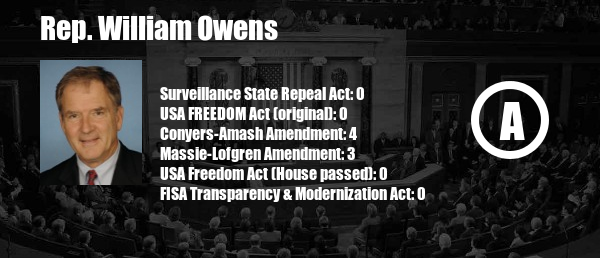 Rep. William Owens
Surveillance State Repeal Act: 0
USA FREEDOM Act (original): 0
Conyers-Amash Amendment: 4
Massie-Lofgren Amendment: 3
USA Freedom Act (House passed): 0
FISA Transparency & Modernization Act: 0
A